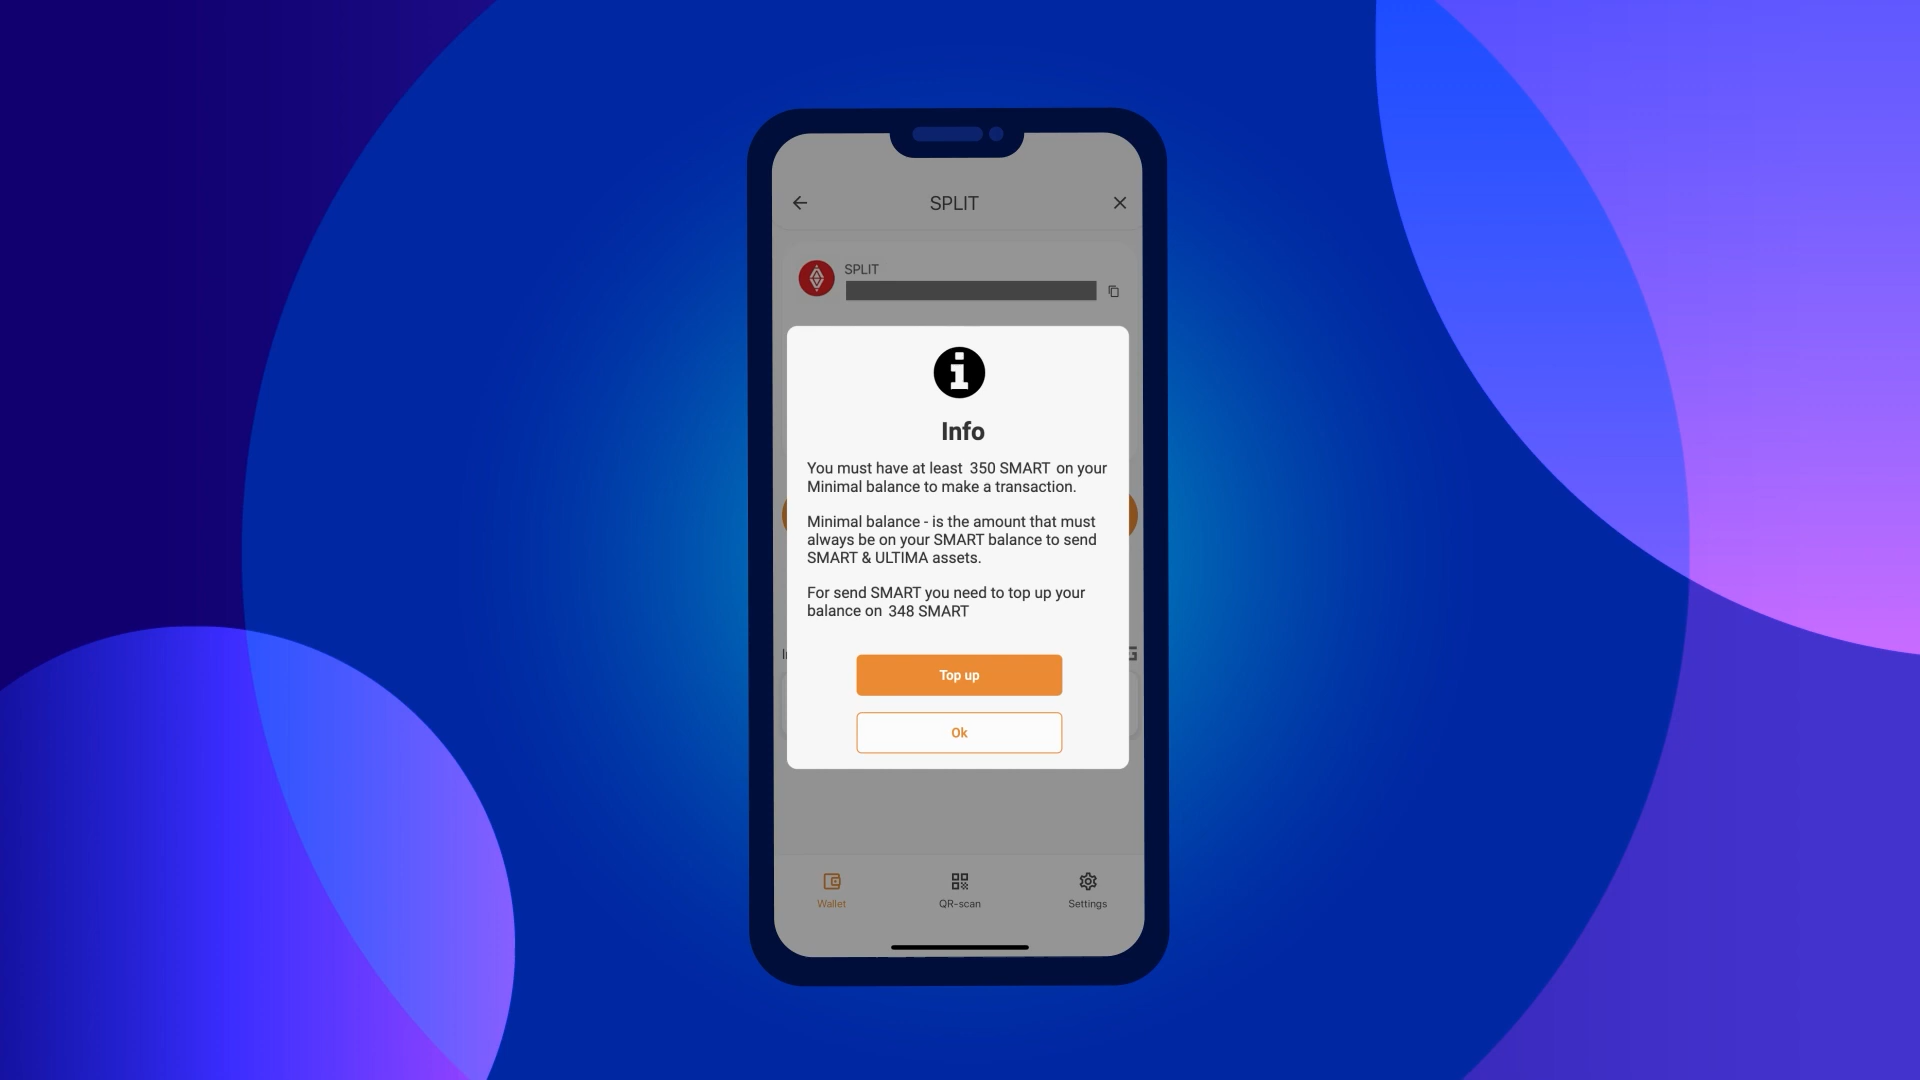 SPLIT
SPLIT
Info
You must have at least 350 SMART on your
Minimal balance to make a transaction.
Minimal balance - is the amount that must
always be on your SMART balance to send
SMART & ULTIMA assets.
For send SMART you need to top up your
balance on 348 SMART
Top up
Ok
Wallet
QR-scan
Settings